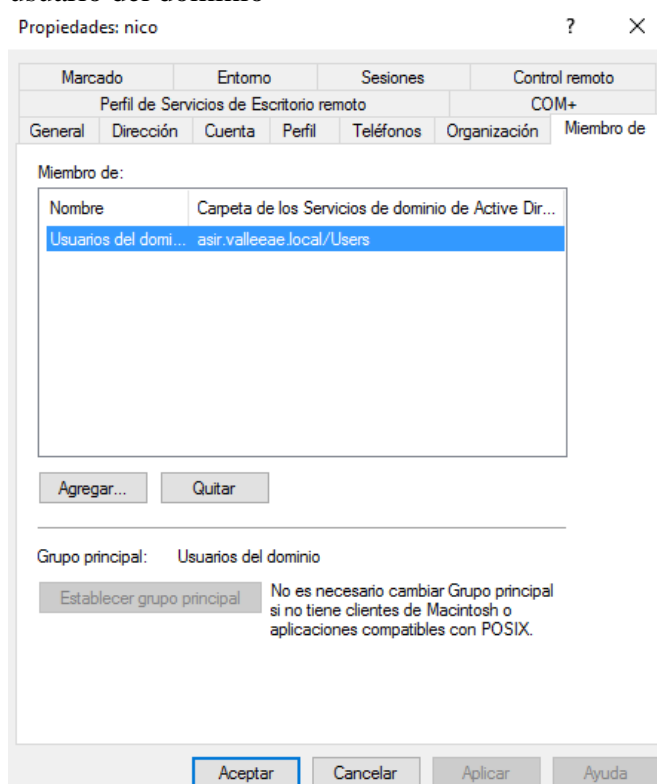 usuario del dominio
Propiedades: nico ? ✕
Marcado Entorno Sesiones Control remoto
Perfil de Servicios de Escritorio remoto COM+
General Dirección Cuenta Perfil Teléfonos Organización Miembro de
Miembro de:
Nombre Carpeta de los Servicios de dominio de Active Dir...
Usuarios del domi... asir.valleeae.local/Users
Agregar... Quitar
Grupo principal: Usuarios del dominio
Establecer grupo principal
No es necesario cambiar Grupo principal
si no tiene clientes de Macintosh o
aplicaciones compatibles con POSIX.
Aceptar Cancelar Aplicar Ayuda